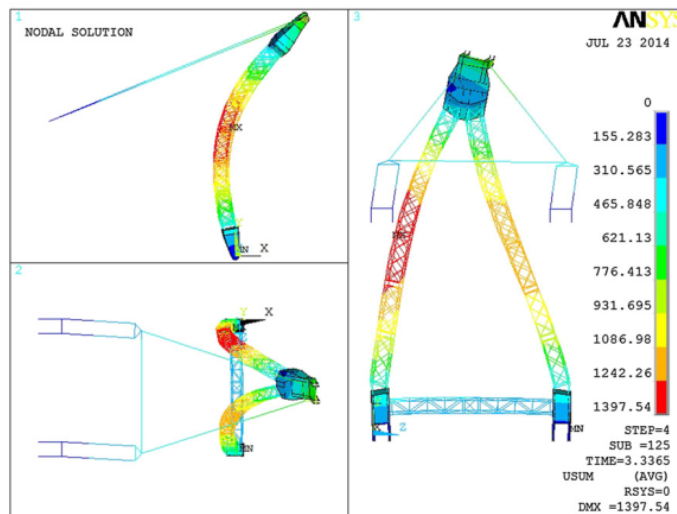 1
NODAL SOLUTION
MX
Y
MN
X
2
Y
X
MN
3
ANSYS
JUL 23 2014
0
155.283
310.565
465.848
621.13
776.413
931.695
1086.98
1242.26
1397.54
MX
Z
MN
STEP=4
SUB =125
TIME=3.3365
USUM (AVG)
RSYS=0
DMX =1397.54